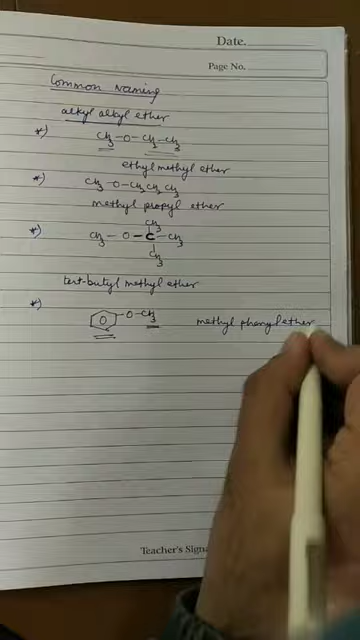 Date.
Page No.
Common Naming
alkyl alkyl ether
*) CH3-O-CH2-CH3
ethyl methyl ether
*) CH3-O-CH2CH2CH3
methyl propyl ether
CH3
*) CH3-O-C-CH3
CH3
tert-butyl methyl ether
*) O-CH3 methyl phenyl ether
Teacher's Signa